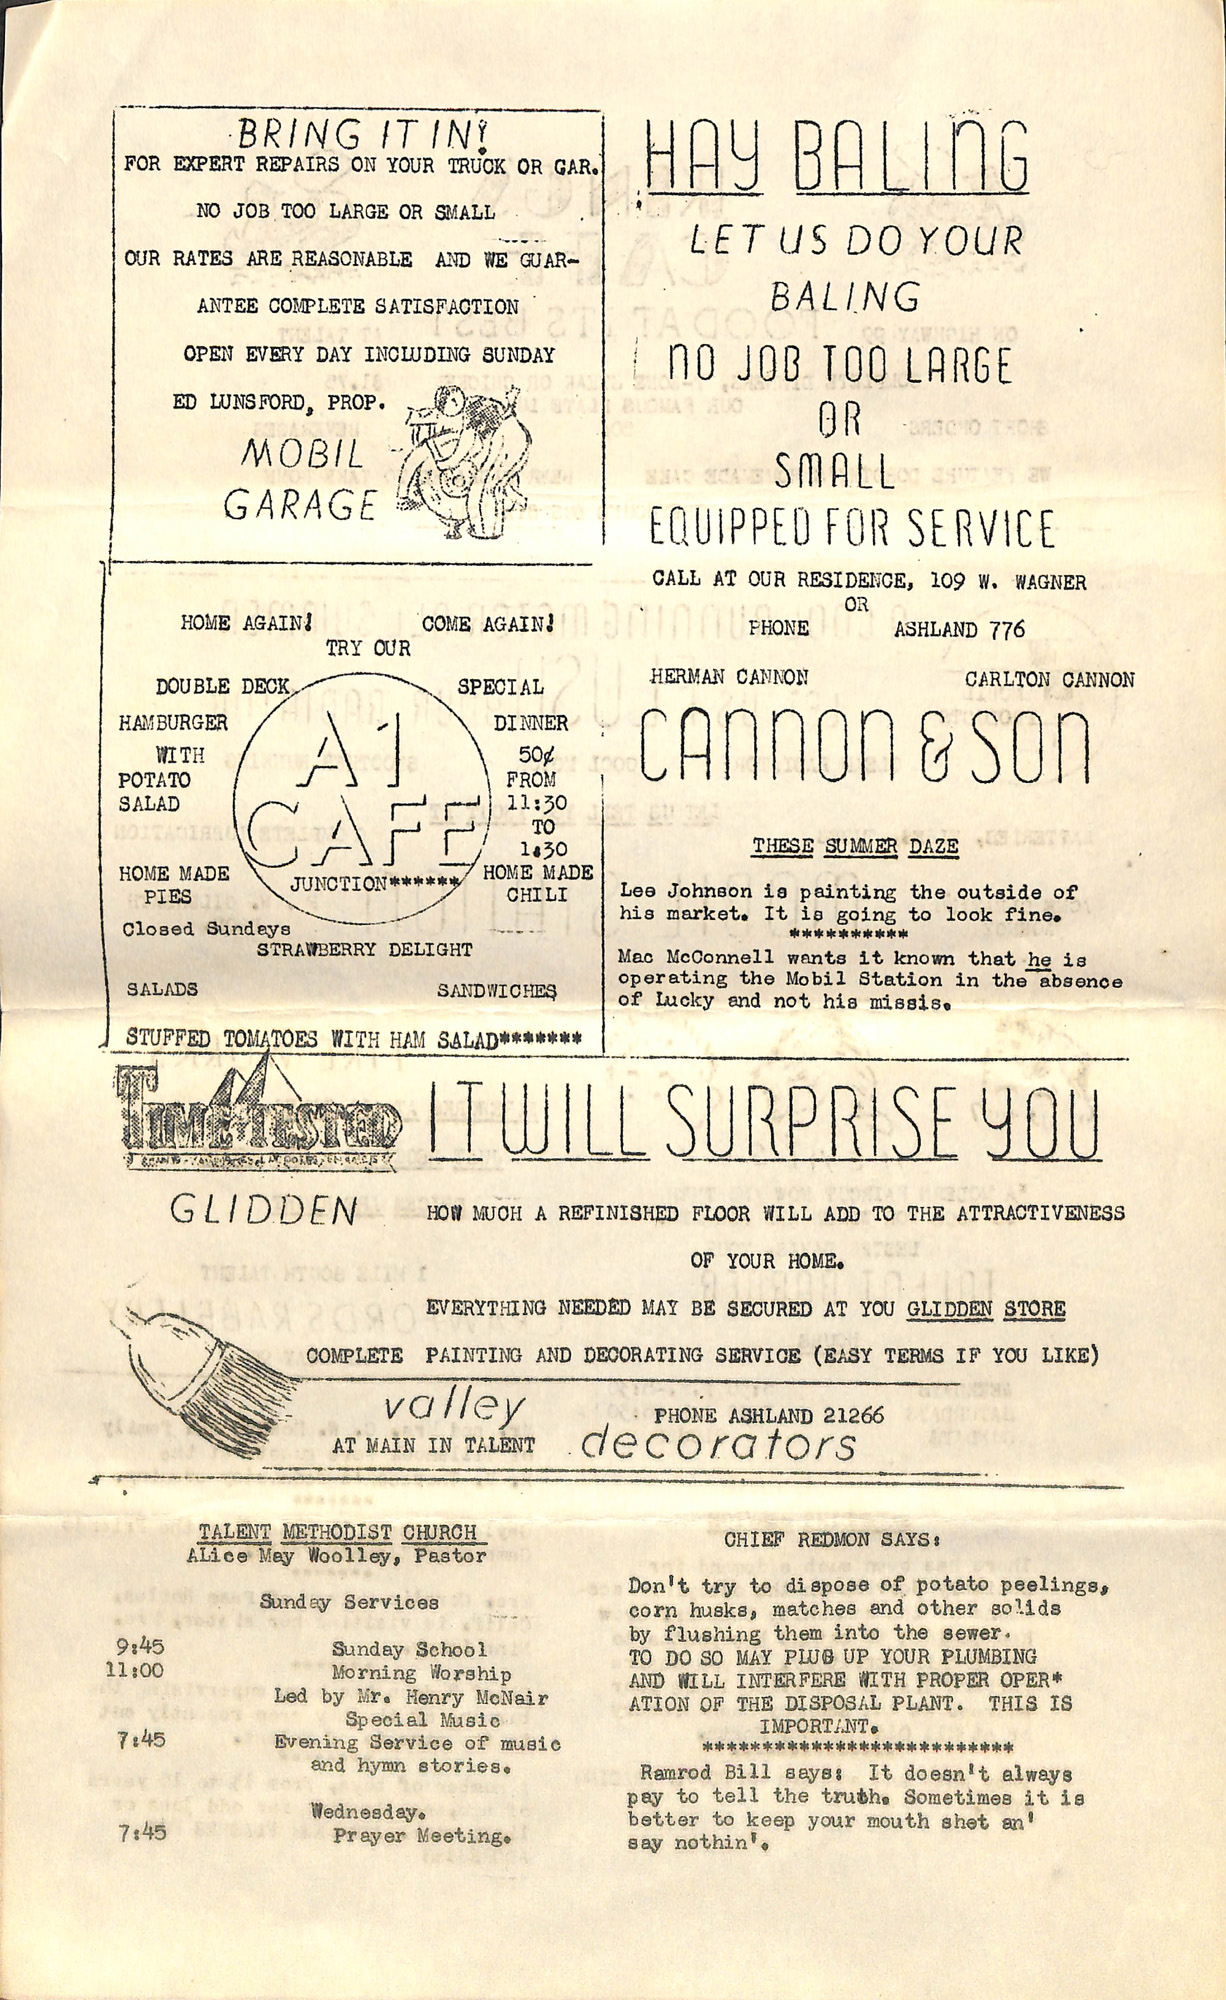 BRING IT IN!
FOR EXPERT REPAIRS ON YOUR TRUCK OR GAR.
NO JOB TOO LARGE OR SMALL
OUR RATES ARE REASONABLE AND WE GUAR-
ANTEE COMPLETE SATISFACTION
OPEN EVERY DAY INCLUDING SUNDAY
ED LUNSFORD, PROP.
MOBIL
GARAGE
HAY BALING
LET US DO YOUR
BALING
NO JOB TOO LARGE
OR
SMALL
EQUIPPED FOR SERVICE
CALL AT OUR RESIDENCE, 109 W. WAGNER
OR
PHONE ASHLAND 776
HERMAN CANNON CARLTON CANNON
CANNON & SON
HOME AGAIN! COME AGAIN!
TRY OUR
DOUBLE DECK
HAMBURGER
WITH
POTATO
SALAD
HOME MADE
PIES
A1
CAFE
JUNCTION******
SPECIAL
DINNER
50¢
FROM
11:30
TO
1:30
HOME MADE
CHILI
Closed Sundays
STRAWBERRY DELIGHT
SALADS SANDWICHES
STUFFED TOMATOES WITH HAM SALAD*******
THESE SUMMER DAZE
Lee Johnson is painting the outside of
his market. It is going to look fine.
**********
Mac McConnell wants it known that he is
operating the Mobil Station in the absence
of Lucky and not his missis.
TIME-TESTED
GLIDDEN
IT WILL SURPRISE YOU
HOW MUCH A REFINISHED FLOOR WILL ADD TO THE ATTRACTIVENESS
OF YOUR HOME.
EVERYTHING NEEDED MAY BE SECURED AT YOU GLIDDEN STORE
COMPLETE PAINTING AND DECORATING SERVICE (EASY TERMS IF YOU LIKE)
valley PHONE ASHLAND 21266
AT MAIN IN TALENT decorators
TALENT METHODIST CHURCH
ALice May Woolley, Pastor
Sunday Services
9:45 Sunday School
11:00 Morning Worship
Led by Mr. Henry McNair
Special Music
7:45 Evening Service of music
and hymn stories.
Wednesday.
7:45 Prayer Meeting.
CHIEF REDMON SAYS:
Don't try to dispose of potato peelings,
corn husks, matches and other solids
by flushing them into the sewer.
TO DO SO MAY PLUG UP YOUR PLUMBING
AND WILL INTERFERE WITH PROPER OPER*
ATION OF THE DISPOSAL PLANT. THIS IS
IMPORTANT.
**************************
Ramrod Bill says: It doesn't always
pay to tell the truth. Sometimes it is
better to keep your mouth shet an'
say nothin'.